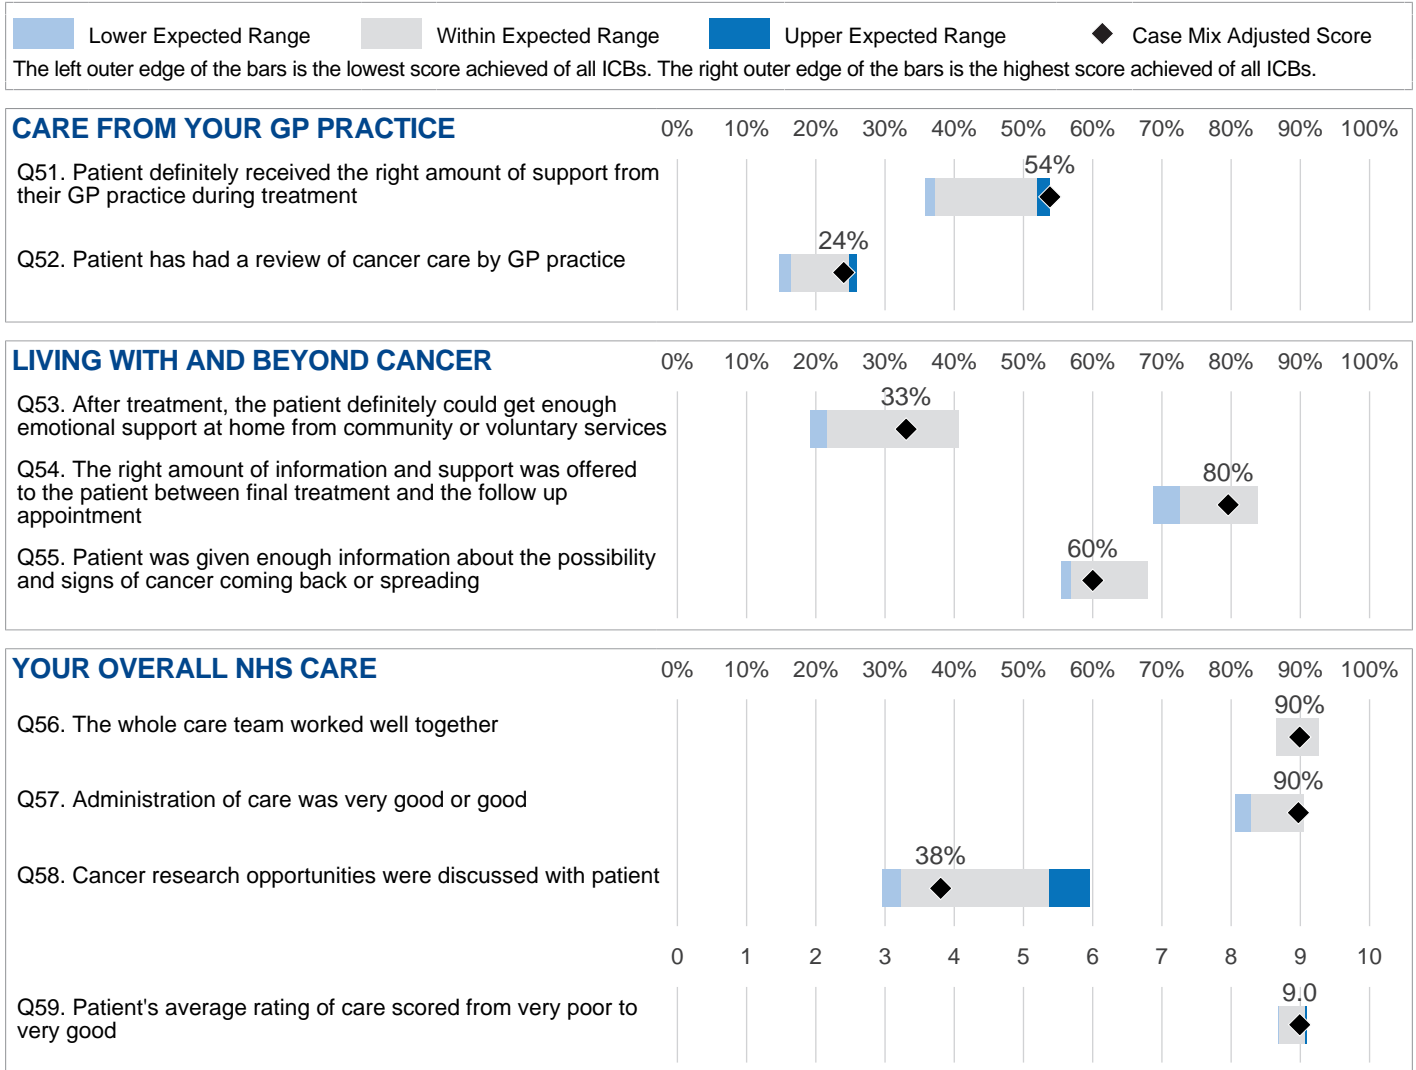 Lower Expected Range Within Expected Range Upper Expected Range Case Mix Adjusted Score
The left outer edge of the bars is the lowest score achieved of all ICBs. The right outer edge of the bars is the highest score achieved of all ICBs.
CARE FROM YOUR GP PRACTICE 0% 10% 20% 30% 40% 50% 60% 70% 80% 90% 100%
54%
Q51. Patient definitely received the right amount of support from
their GP practice during treatment
24%
Q52. Patient has had a review of cancer care by GP practice
LIVING WITH AND BEYOND CANCER 0% 10% 20% 30% 40% 50% 60% 70% 80% 90% 100%
33%
Q53. After treatment, the patient definitely could get enough
emotional support at home from community or voluntary services
80%
Q54. The right amount of information and support was offered
to the patient between final treatment and the follow up
appointment
60%
Q55. Patient was given enough information about the possibility
and signs of cancer coming back or spreading
YOUR OVERALL NHS CARE 0% 10% 20% 30% 40% 50% 60% 70% 80% 90% 100%
90%
Q56. The whole care team worked well together
90%
Q57. Administration of care was very good or good
38%
Q58. Cancer research opportunities were discussed with patient
0 1 2 3 4 5 6 7 8 9 10
9.0
Q59. Patient's average rating of care scored from very poor to
very good